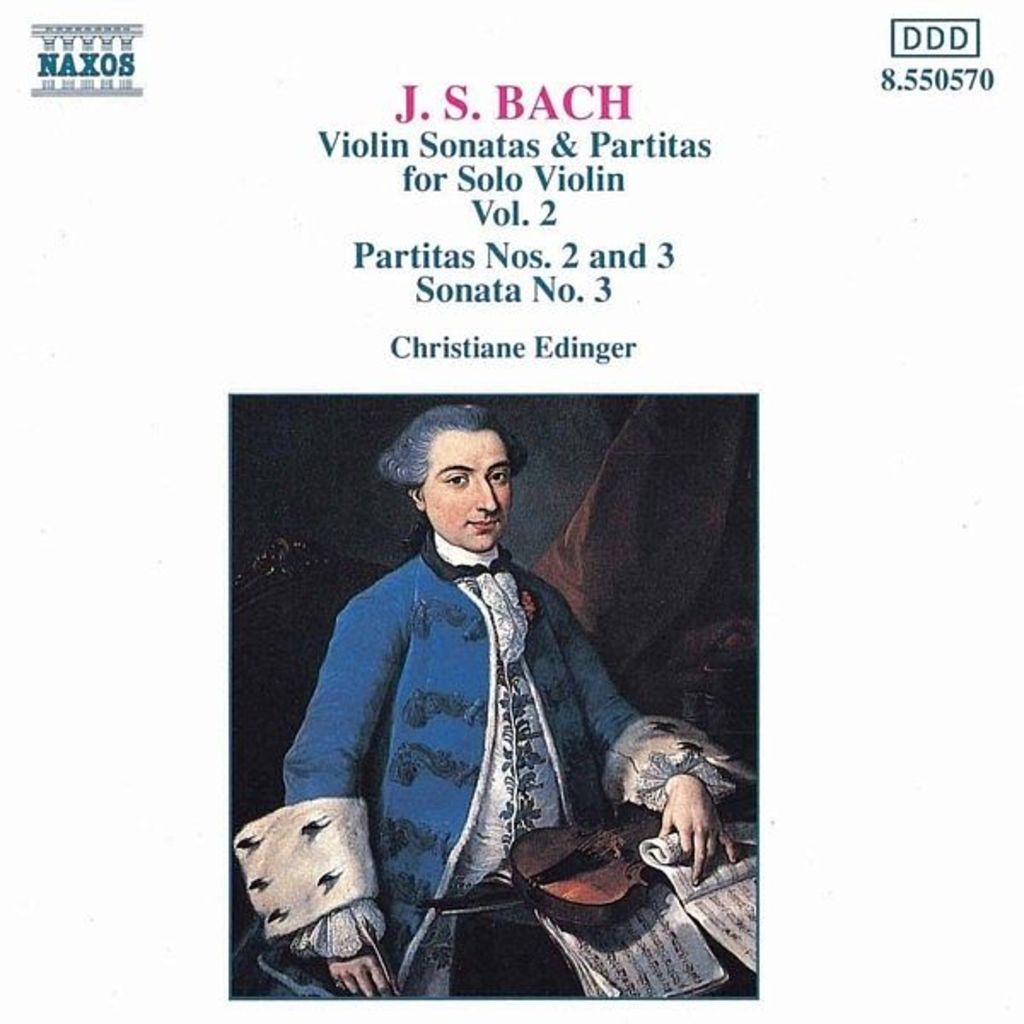 NAXOS
DDD
8.550570
J. S. BACH
Violin Sonatas & Partitas
for Solo Violin
Vol. 2
Partitas Nos. 2 and 3
Sonata No. 3
Christiane Edinger